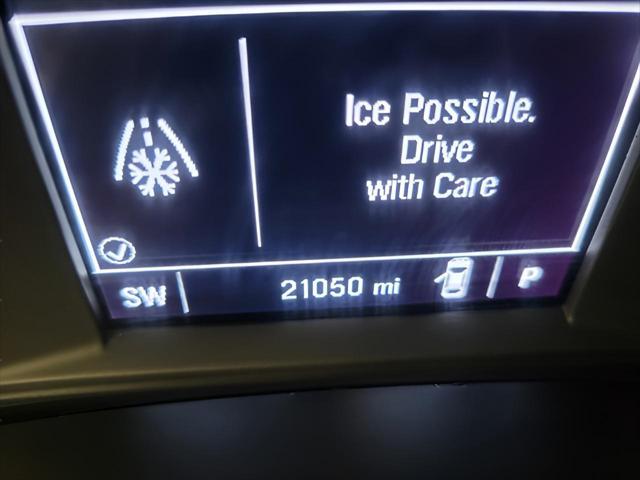 Ice Possible.
Drive
with Care
SW 21050 mi P